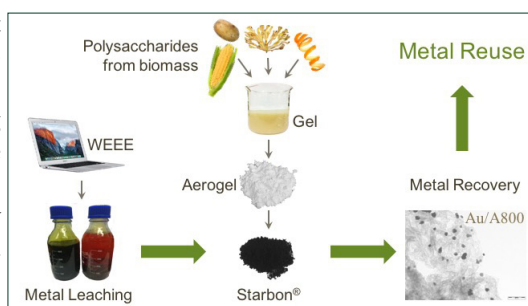 Polysaccharides
from biomass
Metal Reuse
Gel
WEEE
Aerogel
Metal Recovery
Au/A800
Metal Leaching
Starbon®